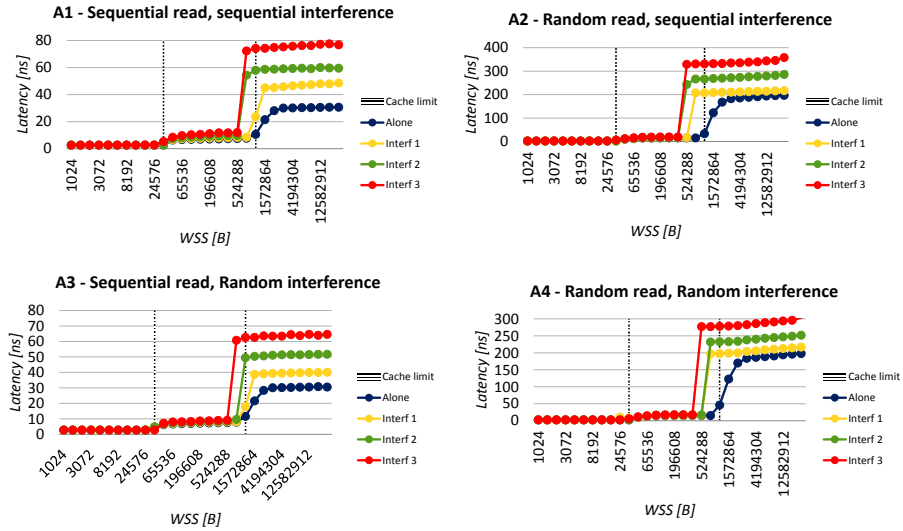 A1 - Sequential read, sequential interference
Latency [ns]
80
60
40
20
0
1024
3072
8192
24576
65536
196608
524288
1572864
4194304
12582912
WSS [B]
Cache limit
Alone
Interf 1
Interf 2
Interf 3
A2 - Random read, sequential interference
Latency [ns]
400
300
200
100
0
1024
3072
8192
24576
65536
196608
524288
1572864
4194304
12582912
WSS [B]
Cache limit
Alone
Interf 1
Interf 2
Interf 3
A3 - Sequential read, Random interference
Latency [ns]
80
70
60
50
40
30
20
10
0
1024
3072
8192
24576
65536
196608
524288
1572864
4194304
12582912
WSS [B]
Cache limit
Alone
Interf 1
Interf 2
Interf 3
A4 - Random read, Random interference
Latency [ns]
300
250
200
150
100
50
0
1024
3072
8192
24576
65536
196608
524288
1572864
4194304
12582912
WSS [B]
Cache limit
Alone
Interf 1
Interf 2
Interf 3